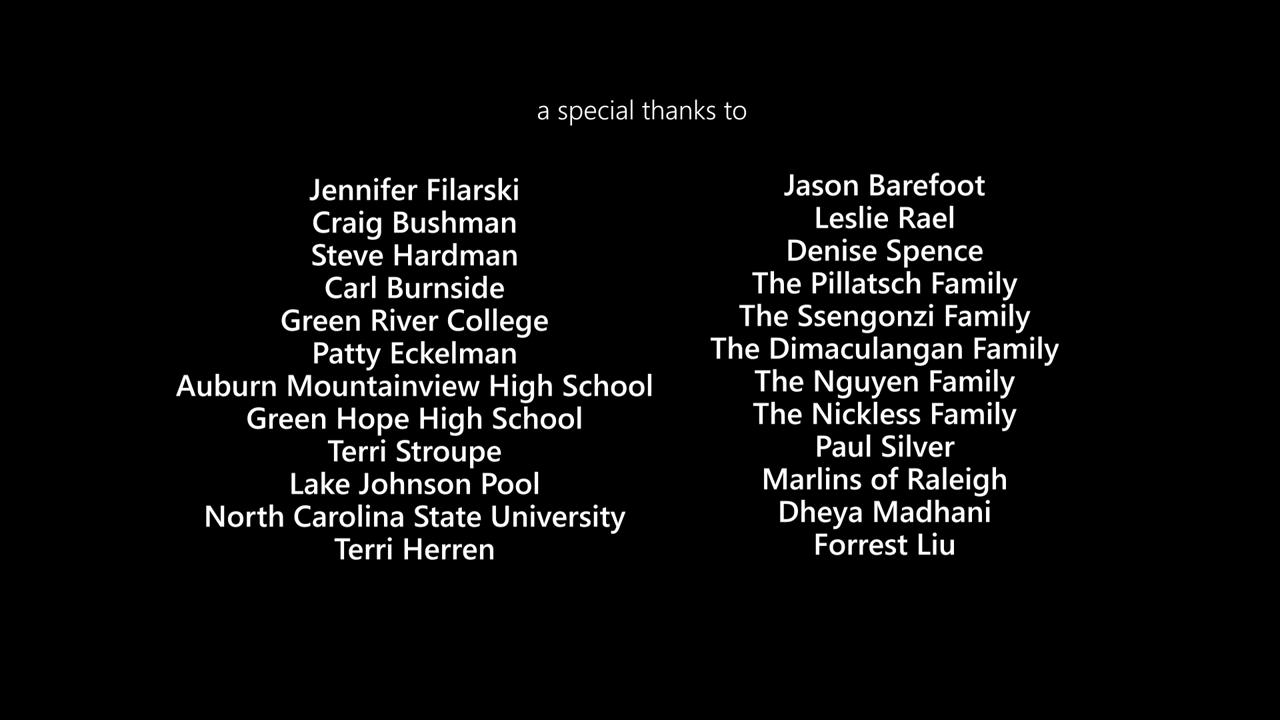 a special thanks to
Jennifer Filarski
Craig Bushman
Steve Hardman
Carl Burnside
Green River College
Patty Eckelman
Auburn Mountainview High School
Green Hope High School
Terri Stroupe
Lake Johnson Pool
North Carolina State University
Terri Herren
Jason Barefoot
Leslie Rael
Denise Spence
The Pillatsch Family
The Ssengonzi Family
The Dimaculangan Family
The Nguyen Family
The Nickless Family
Paul Silver
Marlins of Raleigh
Dheya Madhani
Forrest Liu